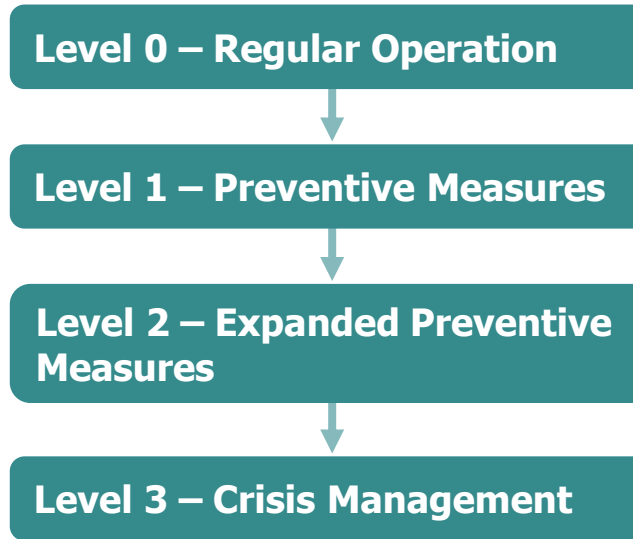 Level 0 – Regular Operation
Level 1 – Preventive Measures
Level 2 – Expanded Preventive
Measures
Level 3 – Crisis Management